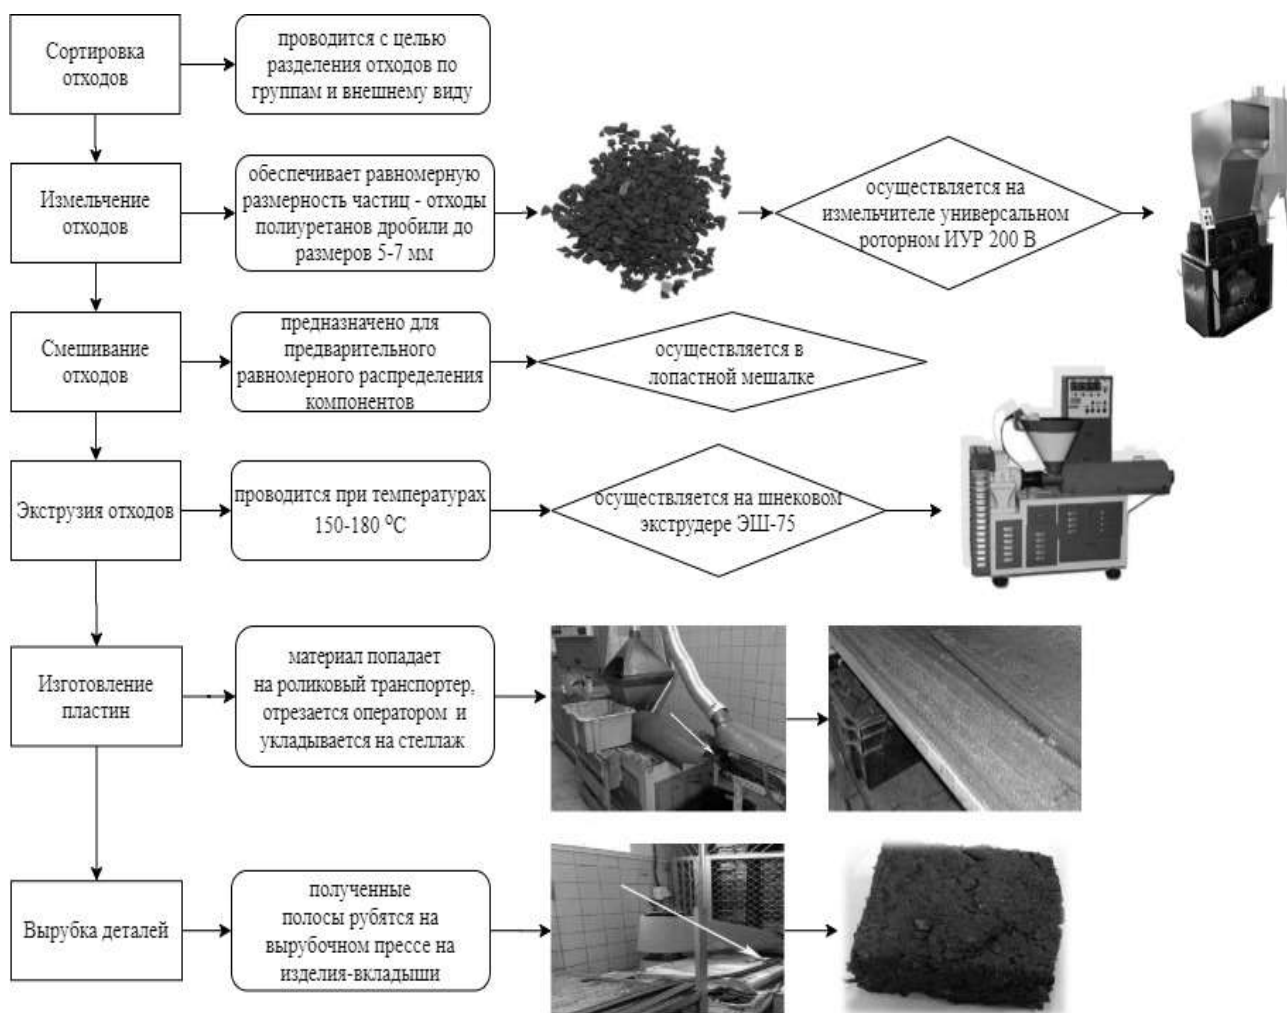 Сортировка
отходов
проводится с целью
разделения отходов по
группам и внешнему виду
Измельчение
отходов
обеспечивает равномерную
размерность частиц - отходы
полиуретанов дробили до
размеров 5-7 мм
осуществляется на
измельчителе универсальном
роторном ИУР 200 В
Смешивание
отходов
предназначено для
предварительного
равномерного распределения
компонентов
осуществляется в
лопастной мешалке
Экструзия отходов
проводится при температурах
150-180 ⁰С
осуществляется на шнековом
экструдере ЭШ-75
Изготовление
пластин
материал попадает
на роликовый транспортер,
отрезается оператором и
укладывается на стеллаж
Вырубка деталей
полученные
полосы рубятся на
вырубочном прессе на
изделия-вкладыши